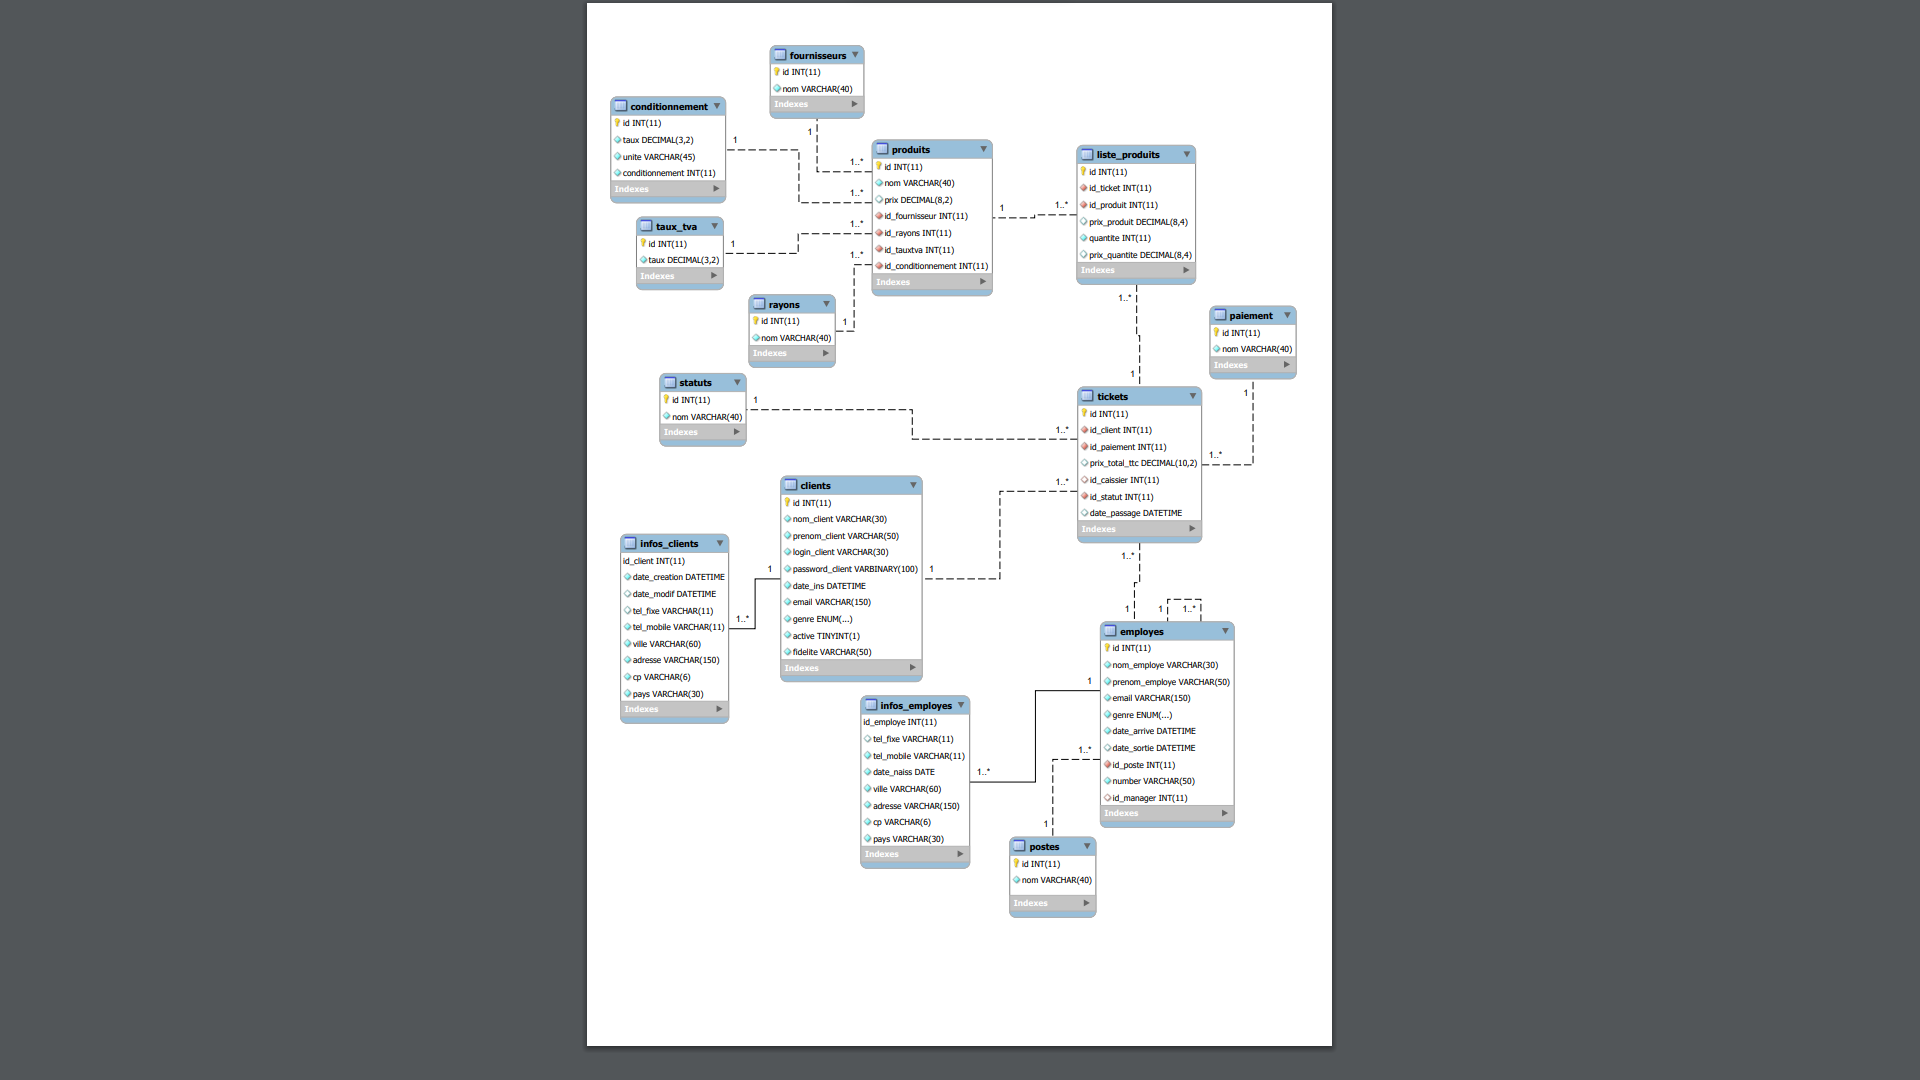 fournisseurs
id INT(11)
nom VARCHAR(40)
Indexes
1
1..*
conditionnement
id INT(11)
taux DECIMAL(3,2)
unite VARCHAR(45)
conditionnement INT(11)
Indexes
1
1..*
produits
id INT(11)
nom VARCHAR(40)
prix DECIMAL(8,2)
id_fournisseur INT(11)
id_rayons INT(11)
id_tauxtva INT(11)
id_conditionnement INT(11)
Indexes
1
1..*
liste_produits
id INT(11)
id_ticket INT(11)
id_produit INT(11)
prix_produit DECIMAL(8,4)
quantite INT(11)
prix_quantite DECIMAL(8,4)
Indexes
1..*
1
taux_tva
id INT(11)
taux DECIMAL(3,2)
Indexes
1
1..*
rayons
id INT(11)
nom VARCHAR(40)
Indexes
1
1..*
paiement
id INT(11)
nom VARCHAR(40)
Indexes
1
1..*
statuts
id INT(11)
nom VARCHAR(40)
Indexes
1
1..*
tickets
id INT(11)
id_client INT(11)
id_paiement INT(11)
prix_total_ttc DECIMAL(10,2)
id_caissier INT(11)
id_statut INT(11)
date_passage DATETIME
Indexes
1..*
1
clients
id INT(11)
nom_client VARCHAR(30)
prenom_client VARCHAR(50)
login_client VARCHAR(30)
password_client VARBINARY(100)
date_ins DATETIME
email VARCHAR(150)
genre ENUM(...)
active TINYINT(1)
fidelite VARCHAR(50)
Indexes
1
1..*
infos_clients
id_client INT(11)
date_creation DATETIME
date_modif DATETIME
tel_fixe VARCHAR(11)
tel_mobile VARCHAR(11)
ville VARCHAR(60)
adresse VARCHAR(150)
cp VARCHAR(6)
pays VARCHAR(30)
Indexes
1
1..*
employes
id INT(11)
nom_employe VARCHAR(30)
prenom_employe VARCHAR(50)
email VARCHAR(150)
genre ENUM(...)
date_arrive DATETIME
date_sortie DATETIME
id_poste INT(11)
number VARCHAR(50)
id_manager INT(11)
Indexes
1
1..*
infos_employes
id_employe INT(11)
tel_fixe VARCHAR(11)
tel_mobile VARCHAR(11)
date_naiss DATE
ville VARCHAR(60)
adresse VARCHAR(150)
cp VARCHAR(6)
pays VARCHAR(30)
Indexes
1
1..*
postes
id INT(11)
nom VARCHAR(40)
Indexes
1
1..*